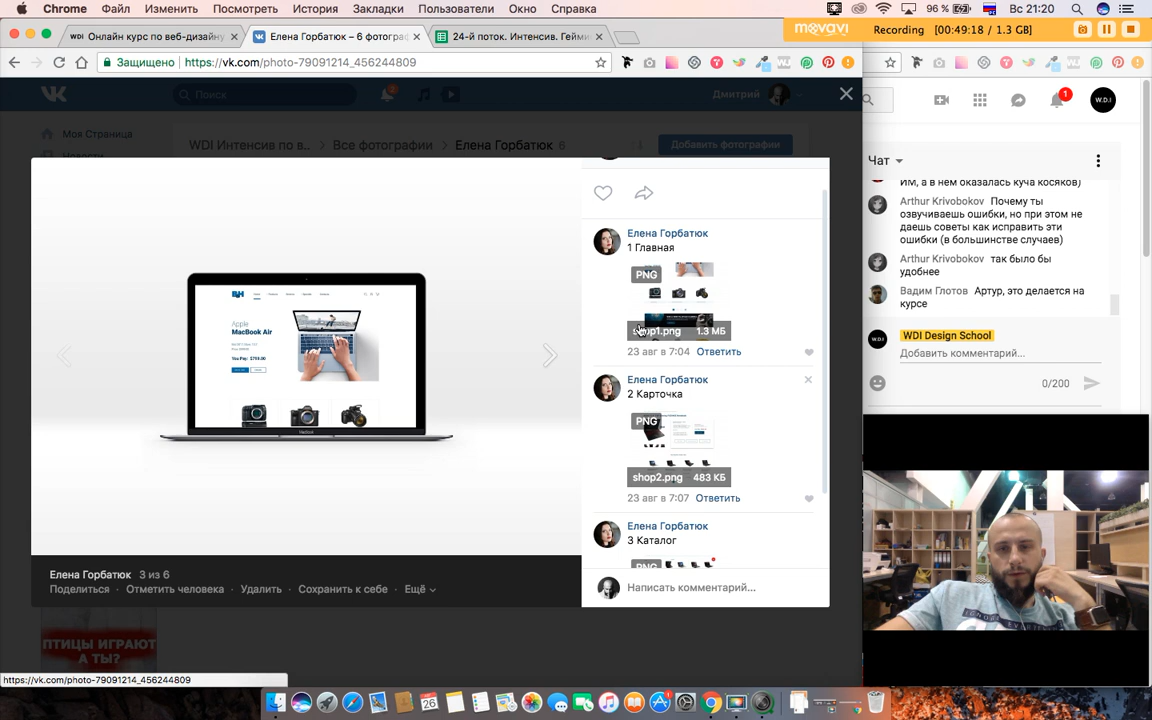 Chrome Файл Изменить Посмотреть История Закладки Пользователи Окно Справка
96 % Вс 21:20
WDI Онлайн курс по веб-дизайну
Елена Горбатюк – 6 фотограф
24-й поток. Интенсив. Гейми
movavi Recording [00:49:18 / 1.3 GB]
Защищено https://vk.com/photo-79091214_456244809
Поиск
Дмитрий
Моя Страница
Новости
WDI Интенсив по в... Все фотографии Елена Горбатюк 6
Добавить фотографии
1
W.D.I
Чат
ИМ, а в нем оказалась куча косяков)
Arthur Krivobokov Почему ты
озвучиваешь ошибки, но при этом не
даешь советы как исправить эти
ошибки (в большинстве случаев)
Arthur Krivobokov так было бы
удобнее
Вадим Глотов Артур, это делается на
курсе
W.D.I
WDI Design School
Добавить комментарий...
0/200
Apple
MacBook Air
Елена Горбатюк
1 Главная
PNG
shop1.png 1.3 МБ
23 авг в 7:04 Ответить
Елена Горбатюк
2 Карточка
PNG
shop2.png 483 КБ
23 авг в 7:07 Ответить
Елена Горбатюк
3 Каталог
PNG
Написать комментарий...
Елена Горбатюк 3 из 6
Поделиться · Отметить человека · Удалить · Сохранить к себе · Ещё
ПТИЦЫ ИГРАЮТ
А ТЫ?
https://vk.com/photo-79091214_456244809
26